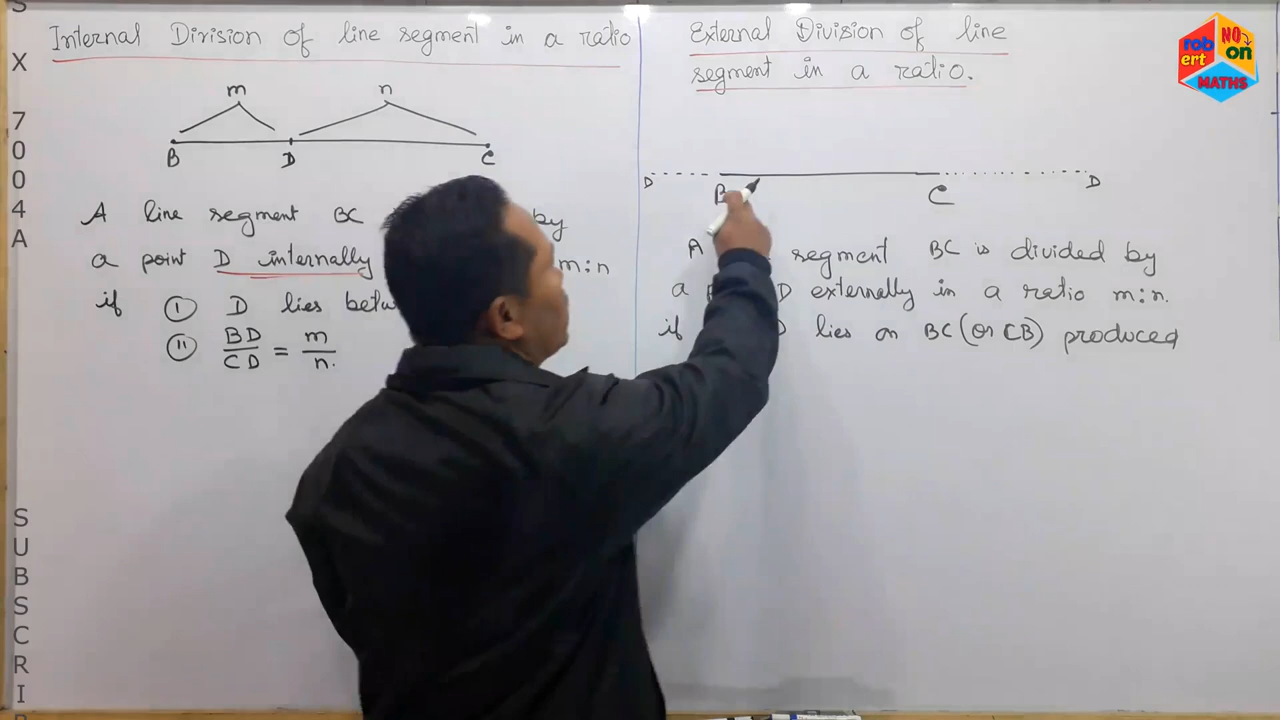 S
X
7
0
0
4
A
S
U
B
S
C
R
I
Internal Division of line segment in a ratio
m n
B D C
A line segment BC by
a point D internally m:n
if (i) D lies
(ii) BD/CD = m/n.
External Division of line
segment in a ratio.
D B C D
A segment BC is divided by
a D externally in a ratio m:n.
if D lies on BC (or CB) produced
rob
ert
NO
on
MATHS